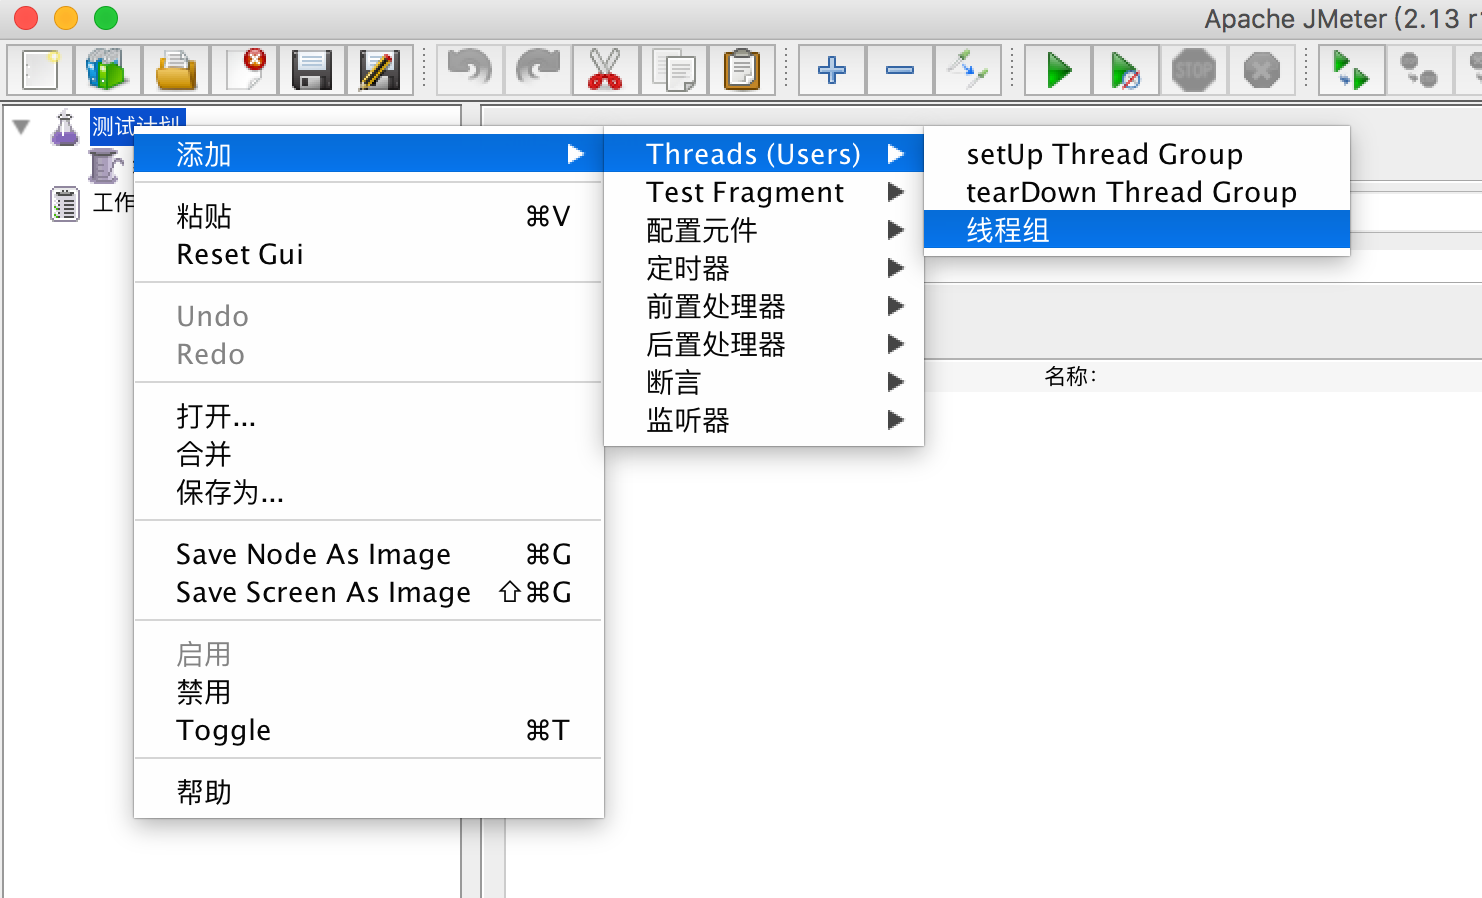 Apache JMeter (2.13 r
STOP
测试计划
工作
添加
粘贴 ⌘V
Reset Gui
Undo
Redo
打开...
合并
保存为...
Save Node As Image ⌘G
Save Screen As Image ⇧⌘G
启用
禁用
Toggle ⌘T
帮助
Threads (Users)
Test Fragment
配置元件
定时器
前置处理器
后置处理器
断言
监听器
setUp Thread Group
tearDown Thread Group
线程组
名称: